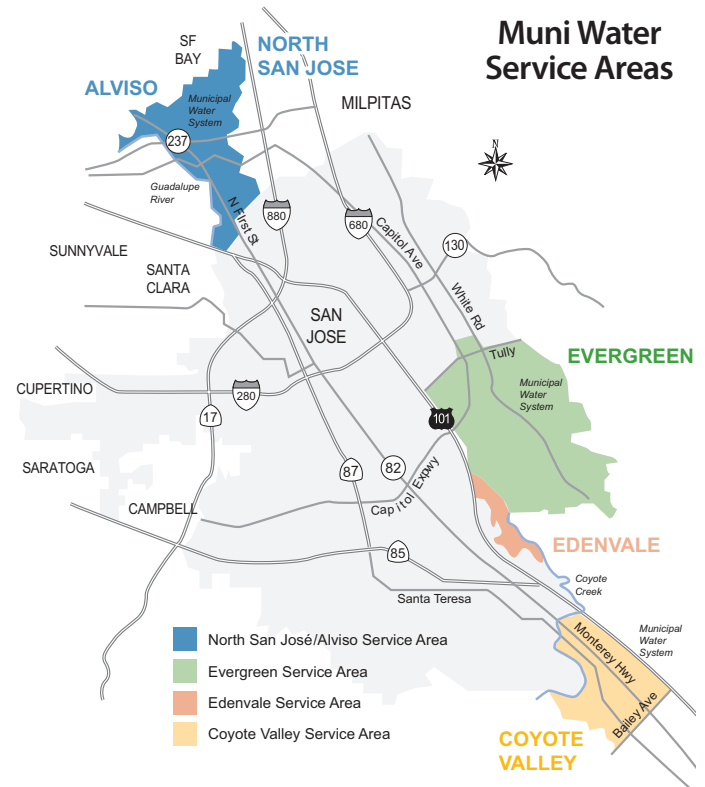 Muni Water
Service Areas
SF
BAY
NORTH
SAN JOSE
ALVISO
Municipal
Water
System
MILPITAS
237
N
Guadalupe
River
N First St
880
680
Capitol Ave
130
SUNNYVALE
SANTA
CLARA
White Rd
SAN
JOSE
Tully
EVERGREEN
Municipal
Water
System
CUPERTINO
280
17
101
SARATOGA
87
82
Capitol Expwy
CAMPBELL
85
EDENVALE
Coyote
Creek
Santa Teresa
Municipal
Water
System
Monterey Hwy
Bailey Ave
North San José/Alviso Service Area
Evergreen Service Area
Edenvale Service Area
Coyote Valley Service Area
COYOTE
VALLEY